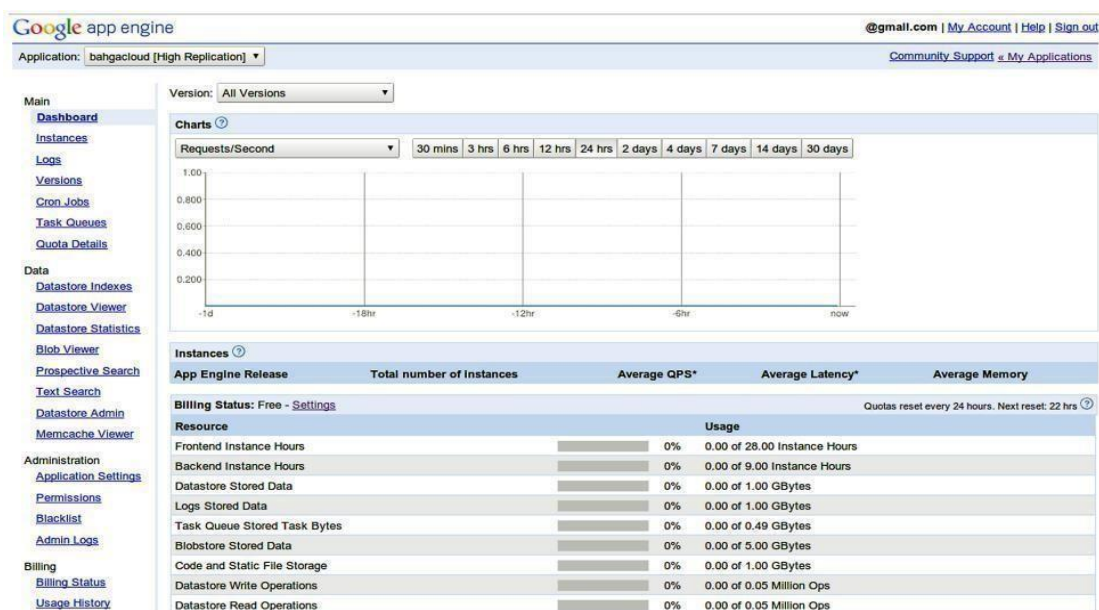 Google app engine
@gmail.com | My Account | Help | Sign out
Application: bahgacloud [High Replication]
Community Support « My Applications
Main
Dashboard
Instances
Logs
Versions
Cron Jobs
Task Queues
Quota Details
Data
Datastore Indexes
Datastore Viewer
Datastore Statistics
Blob Viewer
Prospective Search
Text Search
Datastore Admin
Memcache Viewer
Administration
Application Settings
Permissions
Blacklist
Admin Logs
Billing
Billing Status
Usage History
Version: All Versions
Charts ?
Requests/Second
30 mins 3 hrs 6 hrs 12 hrs 24 hrs 2 days 4 days 7 days 14 days 30 days
1.00
0.800
0.600
0.400
0.200
-1d -18hr -12hr -6hr now
Instances ?
App Engine Release Total number of Instances Average QPS* Average Latency* Average Memory
Billing Status: Free - Settings Quotas reset every 24 hours. Next reset: 22 hrs ?
Resource Usage
Frontend Instance Hours 0% 0.00 of 28.00 Instance Hours
Backend Instance Hours 0% 0.00 of 9.00 Instance Hours
Datastore Stored Data 0% 0.00 of 1.00 GBytes
Logs Stored Data 0% 0.00 of 1.00 GBytes
Task Queue Stored Task Bytes 0% 0.00 of 0.49 GBytes
Blobstore Stored Data 0% 0.00 of 5.00 GBytes
Code and Static File Storage 0% 0.00 of 1.00 GBytes
Datastore Write Operations 0% 0.00 of 0.05 Million Ops
Datastore Read Operations 0% 0.00 of 0.05 Million Ops